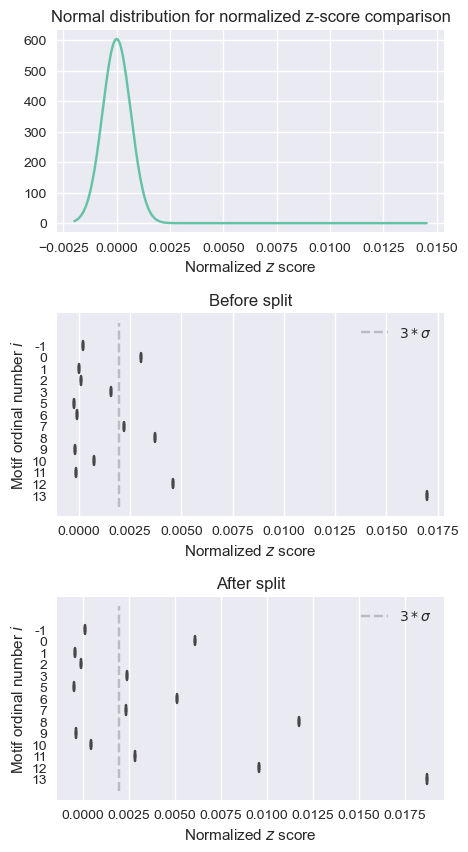 Normal distribution for normalized z-score comparison
600
500
400
300
200
100
0
−0.0025 0.0000 0.0025 0.0050 0.0075 0.0100 0.0125 0.0150
Normalized z score
Before split
3 * σ
Motif ordinal number i
-1
0
1
2
3
5
6
7
8
9
10
11
12
13
0.0000 0.0025 0.0050 0.0075 0.0100 0.0125 0.0150 0.0175
Normalized z score
After split
3 * σ
Motif ordinal number i
-1
0
1
2
3
5
6
7
8
9
10
11
12
13
0.0000 0.0025 0.0050 0.0075 0.0100 0.0125 0.0150 0.0175
Normalized z score